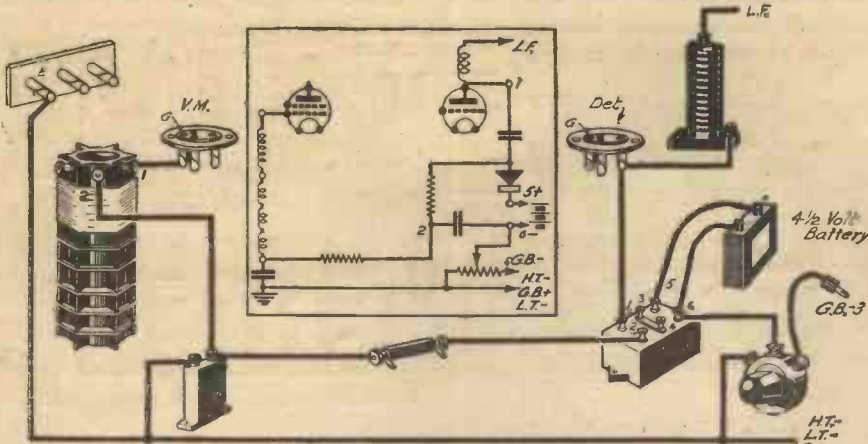 L.F.
E
V.M.
G
1
2
L.F.
1
5+
2
6-
G.B.-
H.T.-
G.B.+
L.T.-
Det.
G
4½ Volt
Battery
1
3
5
2
4
6
G.B.-3
H.T.-
L.T.-